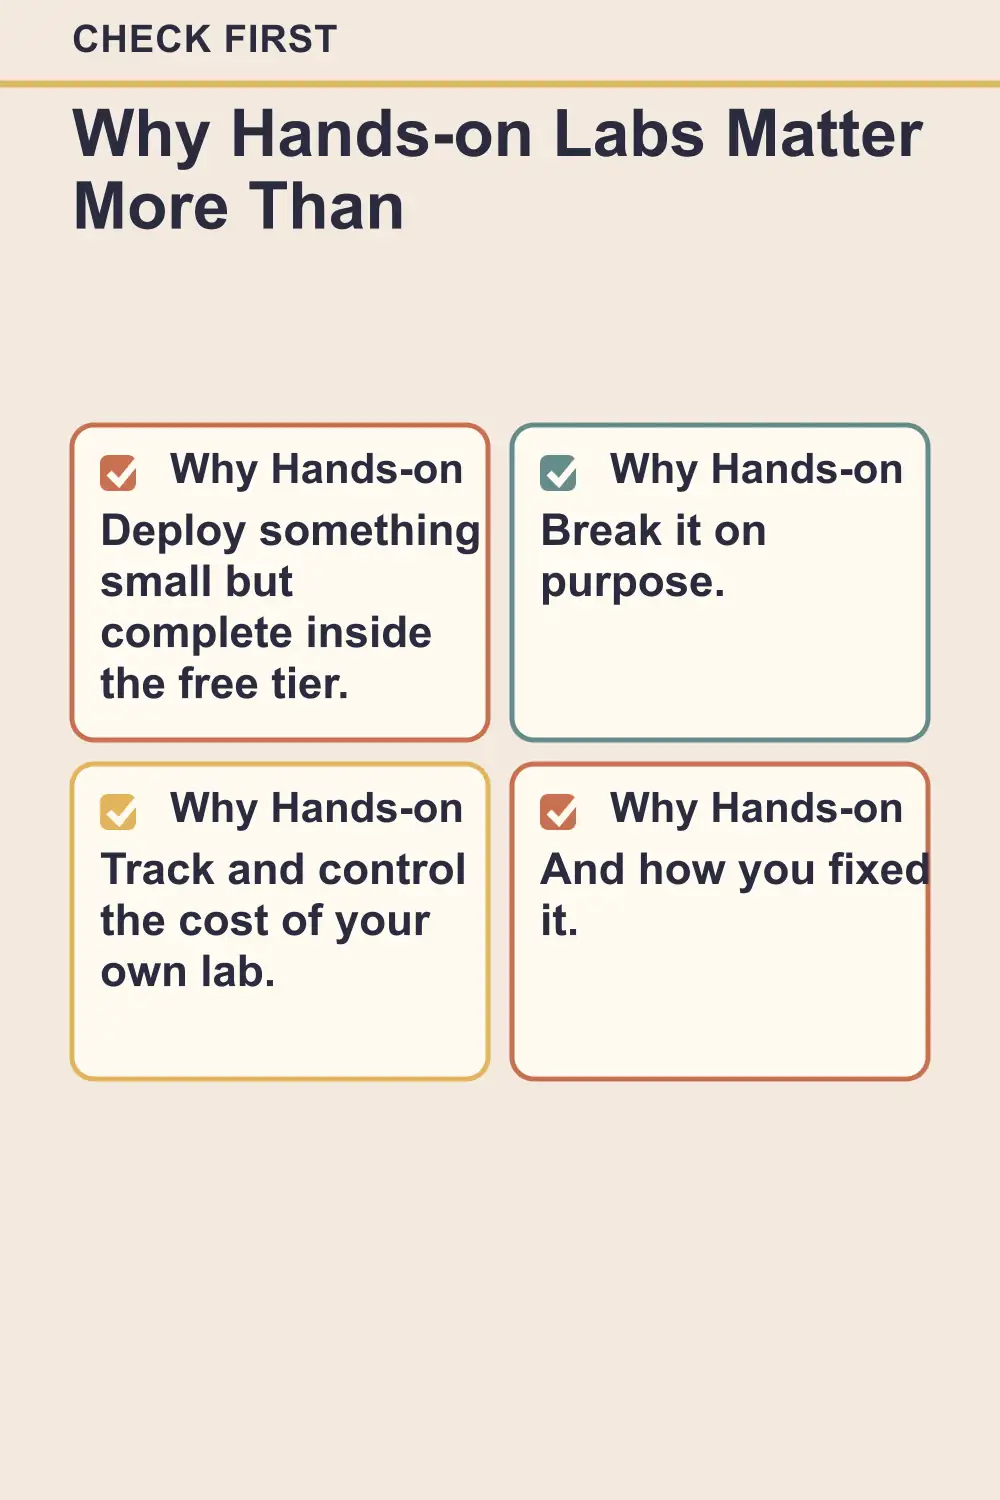 CHECK FIRST
Why Hands-on Labs Matter
More Than
Why Hands-on
Deploy something
small but
complete inside
the free tier.
Why Hands-on
Break it on
purpose.
Why Hands-on
Track and control
the cost of your
own lab.
Why Hands-on
And how you fixed
it.